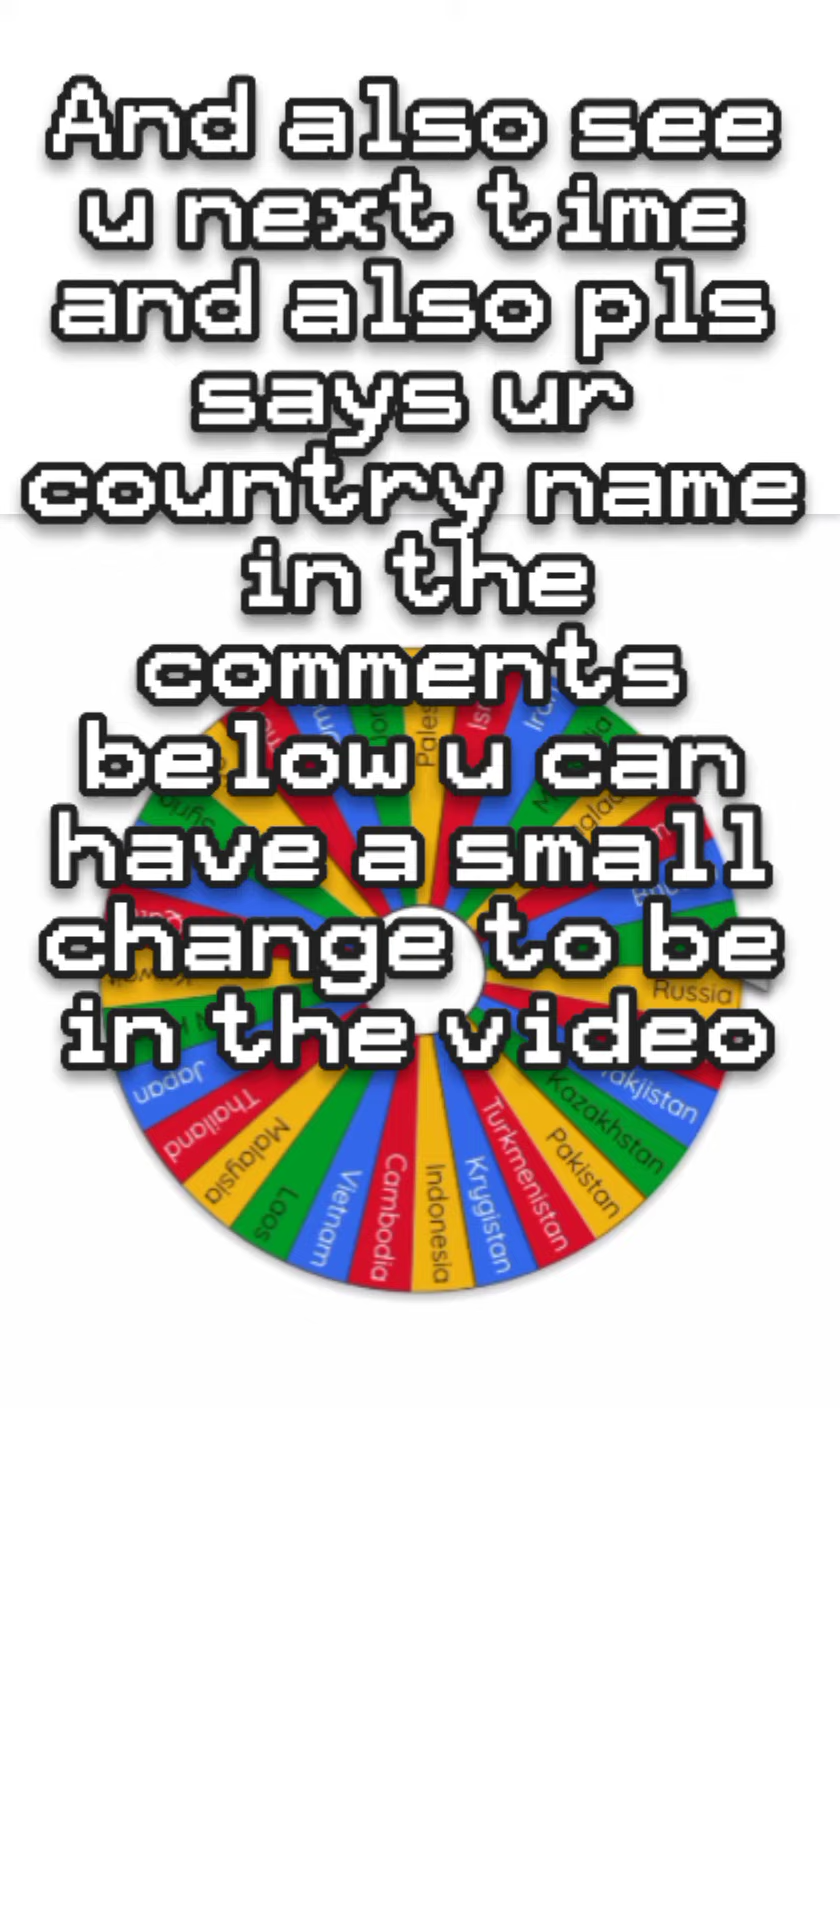 And also see
u next time
and also pls
says ur
country name
in the
comments
below u can
have a small
change to be
in the video
Russia
Kazakhstan
Pakistan
Turkmenistan
Krygistan
Indonesia
Cambodia
Vietnam
Laos
Malaysia
Thailand
Japan